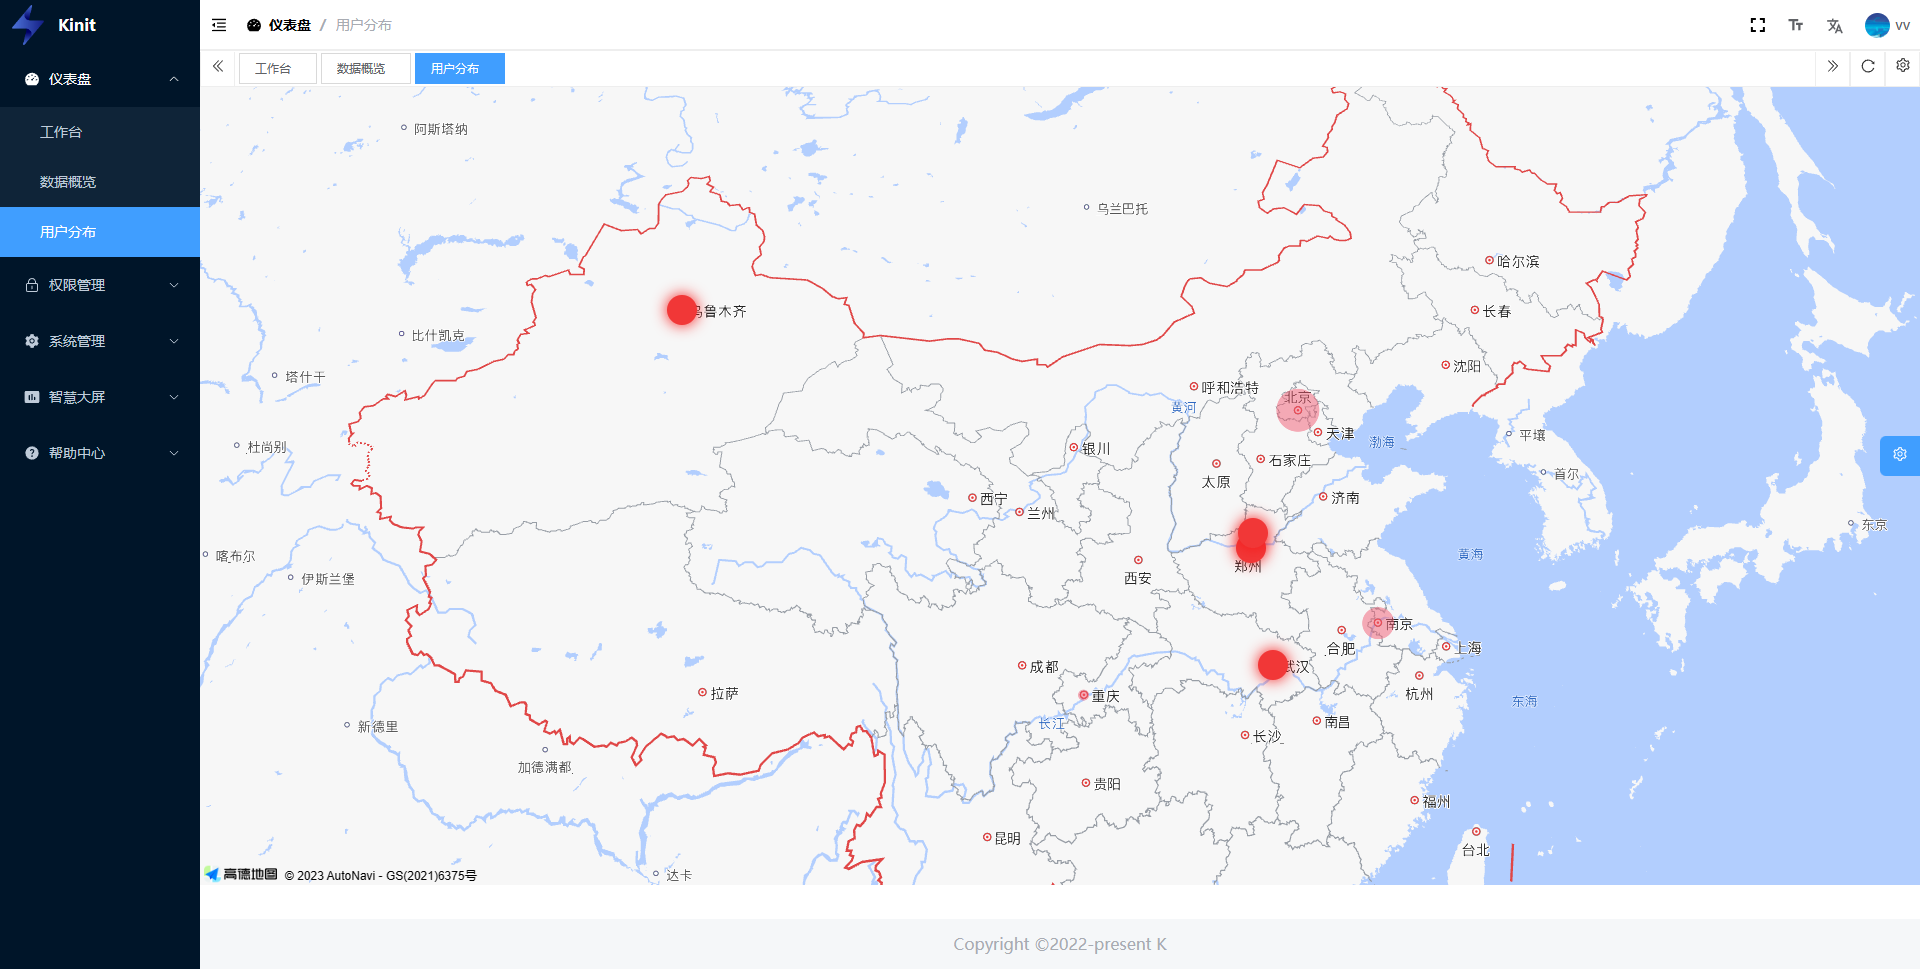 Kinit
仪表盘 / 用户分布
vv
仪表盘
工作台
数据概览
用户分布
权限管理
系统管理
智慧大屏
帮助中心
工作台
数据概览
用户分布
阿斯塔纳
乌兰巴托
哈尔滨
长春
鲁木齐
比什凯克
沈阳
塔什干
呼和浩特
北京
黄河
天津
平壤
渤海
杜尚别
银川
石家庄
首尔
太原
西宁
济南
兰州
东京
喀布尔
黄海
郑州
伊斯兰堡
西安
南京
合肥
上海
成都
武汉
拉萨
重庆
杭州
东海
新德里
长江
南昌
长沙
加德满都
贵阳
福州
昆明
台北
达卡
高德地图 © 2023 AutoNavi - GS(2021)6375号
Copyright ©2022-present K